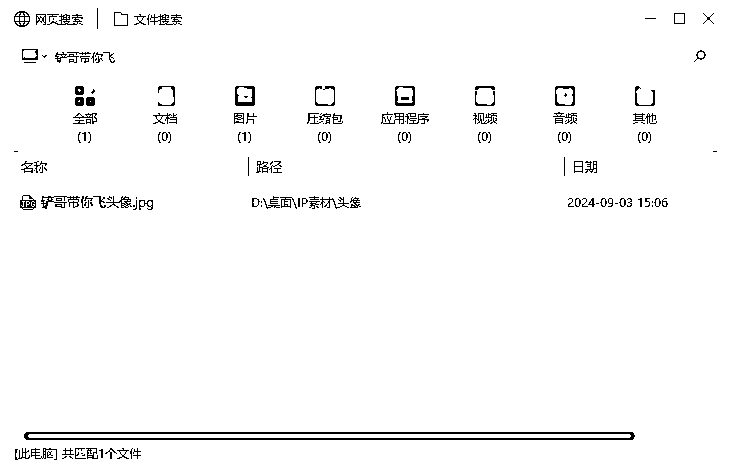 网页搜索 文件搜索
铲哥带你飞
全部 文档 图片 压缩包 应用程序 视频 音频 其他
(1) (0) (1) (0) (0) (0) (0) (0)
名称 路径 日期
JPG 铲哥带你飞头像.jpg D:\桌面\IP素材\头像 2024-09-03 15:06
[此电脑] 共匹配1个文件